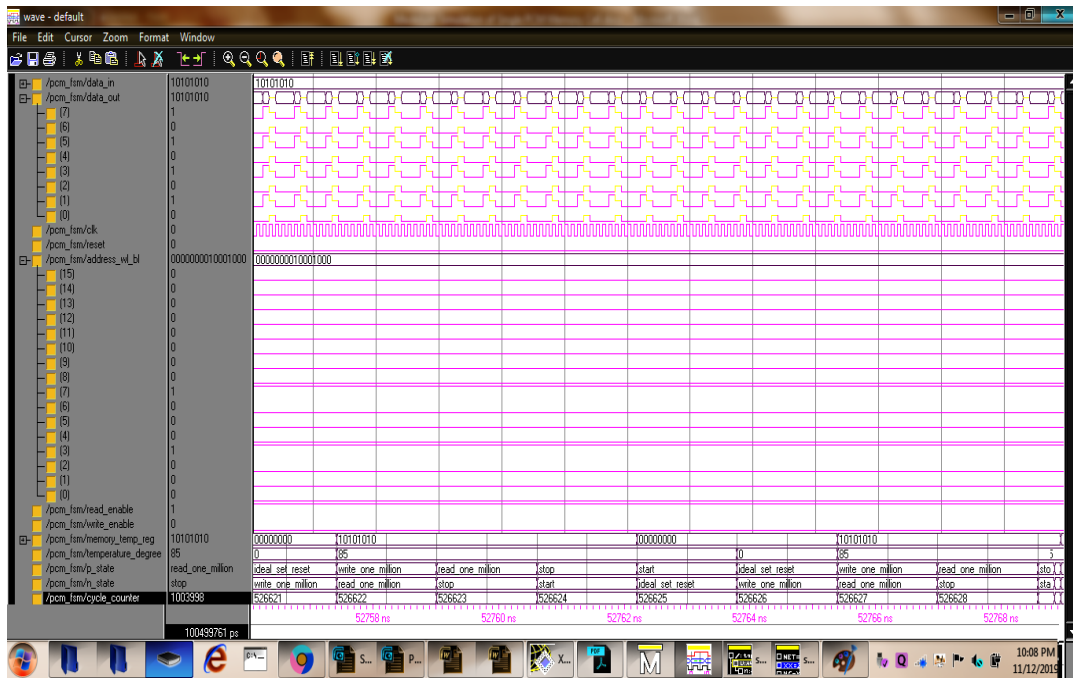 wave - default
File Edit Cursor Zoom Format Window
/pcm_fsm/data_in 10101010 10101010
/pcm_fsm/data_out 10101010
(7) 1
(6) 0
(5) 1
(4) 0
(3) 1
(2) 0
(1) 1
(0) 0
/pcm_fsm/clk 0
/pcm_fsm/reset 0
/pcm_fsm/address_wl_bl 0000000010001000 0000000010001000
(15) 0
(14) 0
(13) 0
(12) 0
(11) 0
(10) 0
(9) 0
(8) 0
(7) 1
(6) 0
(5) 0
(4) 0
(3) 1
(2) 0
(1) 0
(0) 0
/pcm_fsm/read_enable 1
/pcm_fsm/write_enable 0
/pcm_fsm/memory_temp_reg 10101010 00000000 10101010 00000000 10101010
/pcm_fsm/temperature_degree 85 0 85 0 85 5
/pcm_fsm/p_state read_one_million ideal_set_reset write_one_million read_one_million stop start ideal_set_reset write_one_million read_one_million sto
/pcm_fsm/n_state stop write_one_million read_one_million stop start ideal_set_reset write_one_million read_one_million stop sta
/pcm_fsm/cycle_counter 1003998 526621 526622 526623 526624 526625 526626 526627 526628
52758 ns 52760 ns 52762 ns 52764 ns 52766 ns 52768 ns
100499761 ps
C:\_ S... P... X... PDF M S... NET S... Q 10:08 PM
11/12/2019